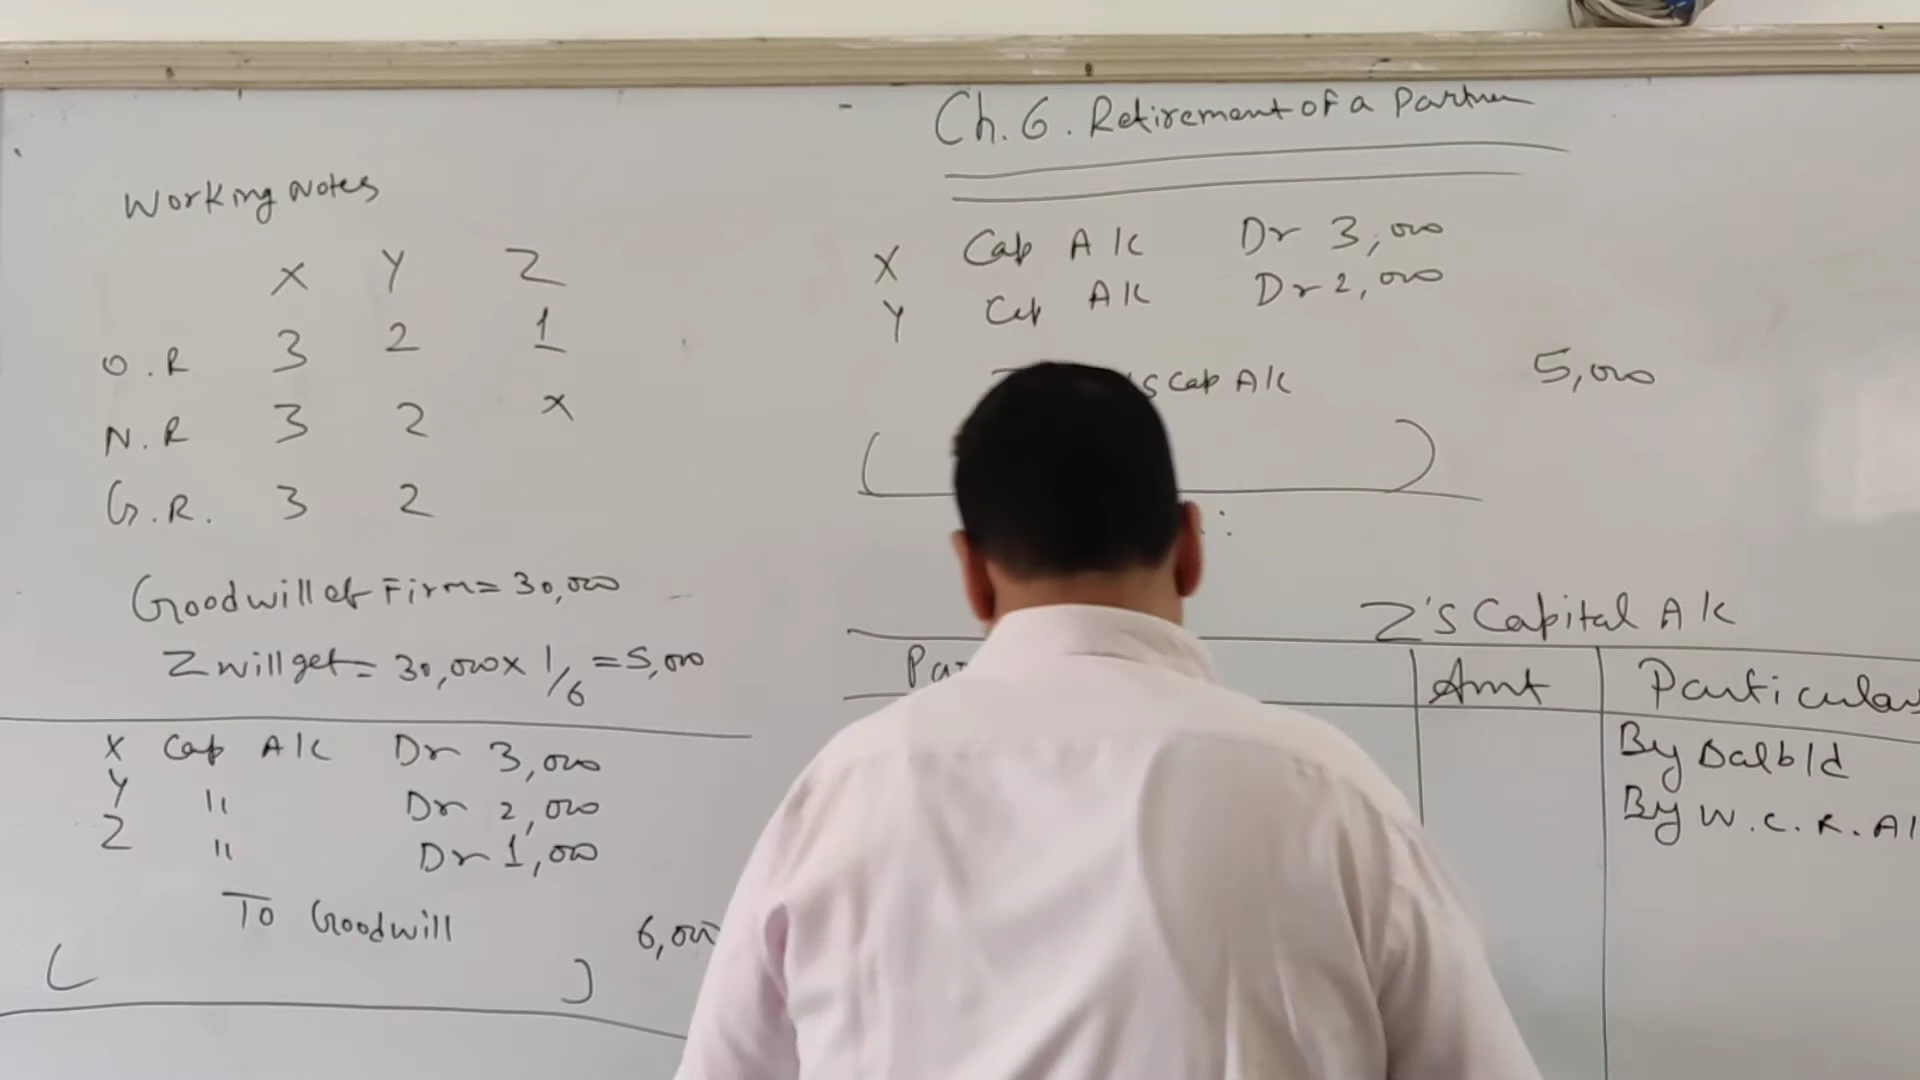 Ch. 6. Retirement of a Partner
Working Notes
X Y Z
O.R 3 2 1
N.R 3 2 x
G.R. 3 2
Goodwill of Firm = 30,000
Z will get = 30,000 x 1/6 = 5,000
X Cap A/c Dr 3,000
Y " Dr 2,000
Z " Dr 1,000
To Goodwill 6,000
( )
X Cap A/c Dr 3,000
Y Cap A/c Dr 2,000
s Cap A/c 5,000
( )
Z's Capital A/c
Pa Amt Particulars
By Bal b/d
By W.C.R. A/